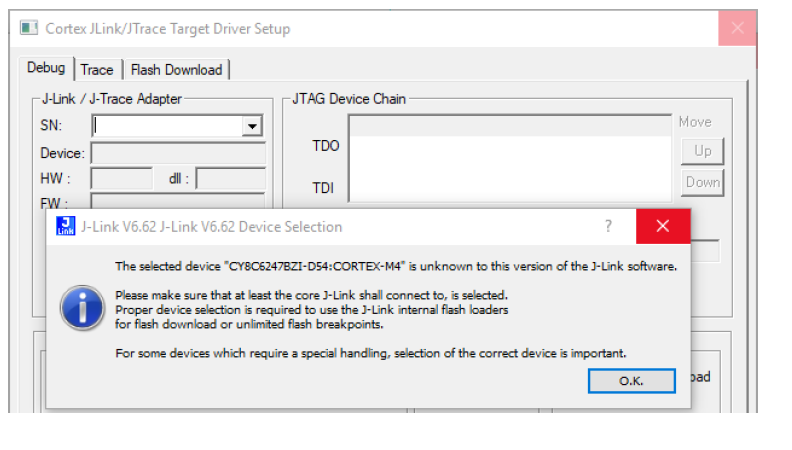 Cortex JLink/JTrace Target Driver Setup
Debug Trace Flash Download
J-Link / J-Trace Adapter
SN:
Device:
HW : dll :
FW :
JTAG Device Chain
TDO
TDI
Move
Up
Down
J-Link V6.62 J-Link V6.62 Device Selection ?
The selected device "CY8C6247BZI-D54:CORTEX-M4" is unknown to this version of the J-Link software.
Please make sure that at least the core J-Link shall connect to, is selected.
Proper device selection is required to use the J-Link internal flash loaders
for flash download or unlimited flash breakpoints.
For some devices which require a special handling, selection of the correct device is important.
O.K.